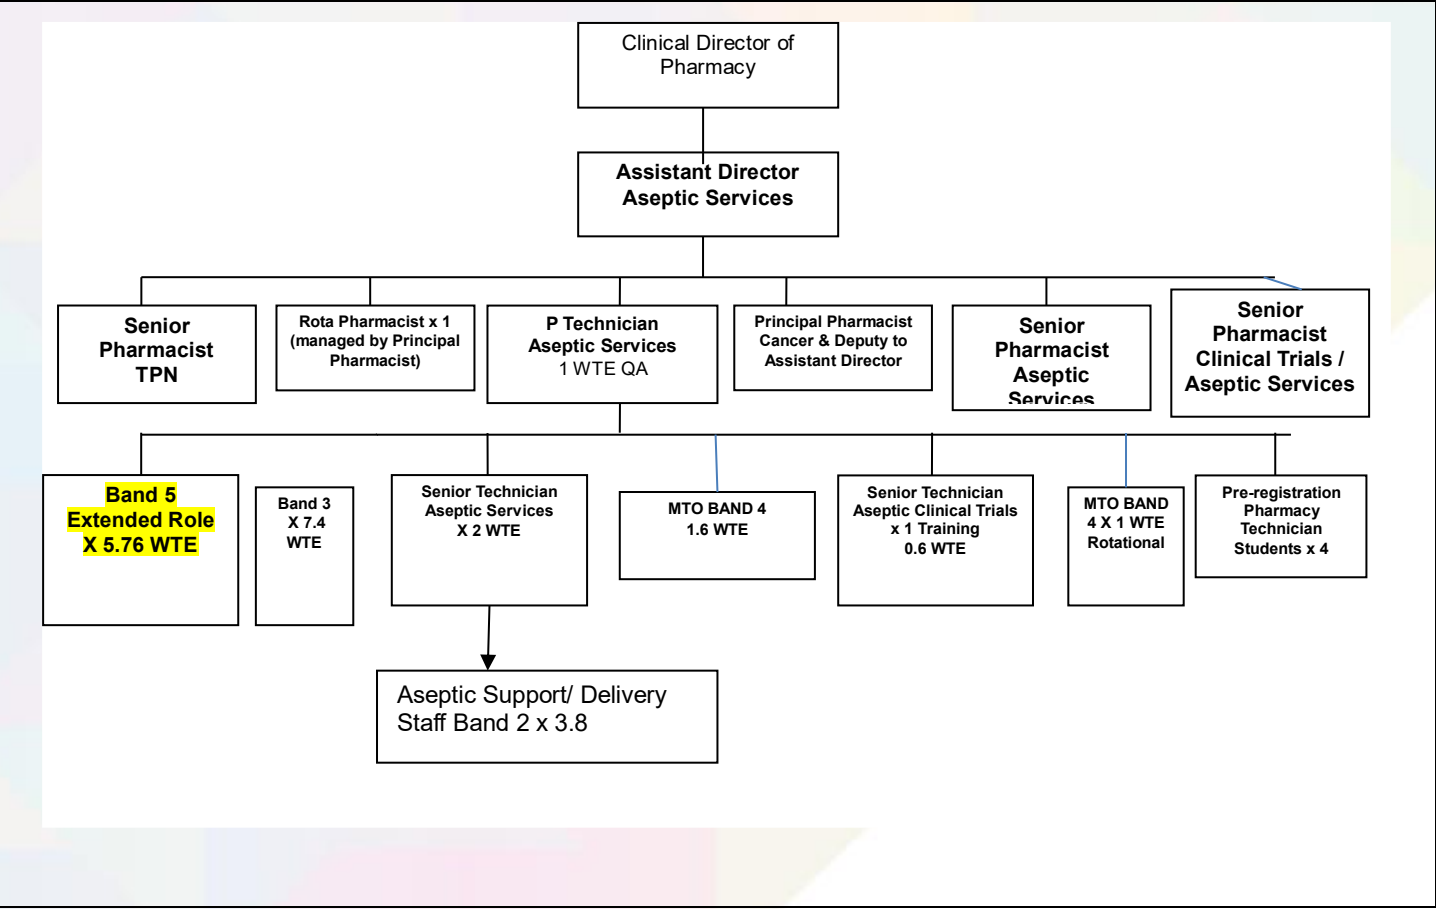 Clinical Director of
Pharmacy
Assistant Director
Aseptic Services
Senior
Pharmacist
TPN
Rota Pharmacist x 1
(managed by Principal
Pharmacist)
P Technician
Aseptic Services
1 WTE QA
Principal Pharmacist
Cancer & Deputy to
Assistant Director
Senior
Pharmacist
Aseptic
Services
Senior
Pharmacist
Clinical Trials /
Aseptic Services
Band 5
Extended Role
X 5.76 WTE
Band 3
X 7.4
WTE
Senior Technician
Aseptic Services
X 2 WTE
MTO BAND 4
1.6 WTE
Senior Technician
Aseptic Clinical Trials
x 1 Training
0.6 WTE
MTO BAND
4 X 1 WTE
Rotational
Pre-registration
Pharmacy
Technician
Students x 4
Aseptic Support/ Delivery
Staff Band 2 x 3.8